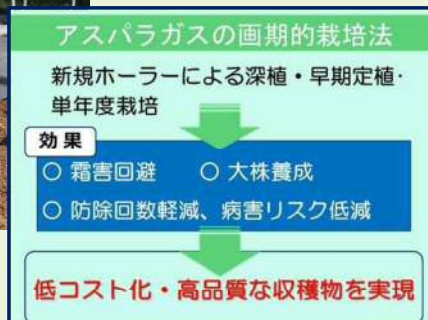 アスパラガスの画期的栽培法
新規ホーラーによる深植・早期定植・
単年度栽培
効果
○ 霜害回避 ○ 大株養成
○ 防除回数軽減、病害リスク低減
低コスト化・高品質な収穫物を実現